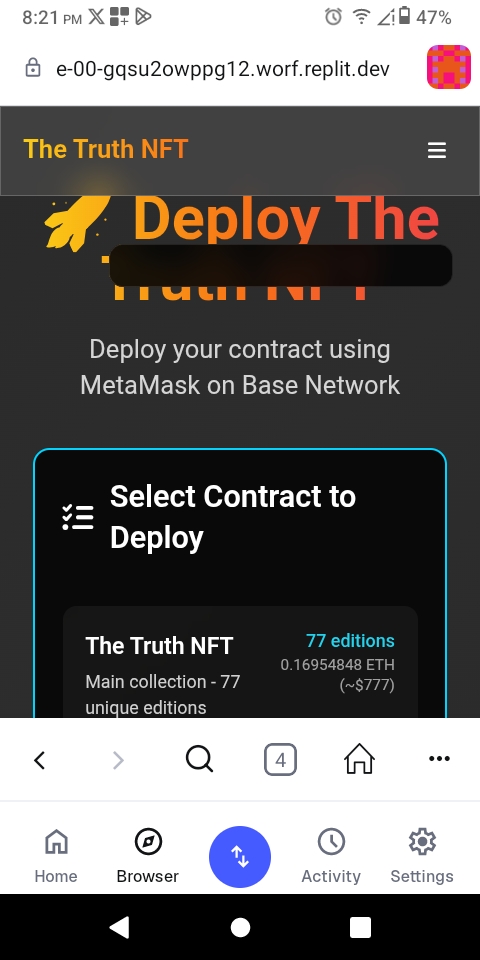 8:21 PM
47%
e-00-gqsu2owppg12.worf.replit.dev
The Truth NFT
Deploy The
Truth NFT
Deploy your contract using
MetaMask on Base Network
Select Contract to
Deploy
The Truth NFT
77 editions
Main collection - 77
unique editions
0.16954848 ETH
(~$777)
4
Home
Browser
Activity
Settings